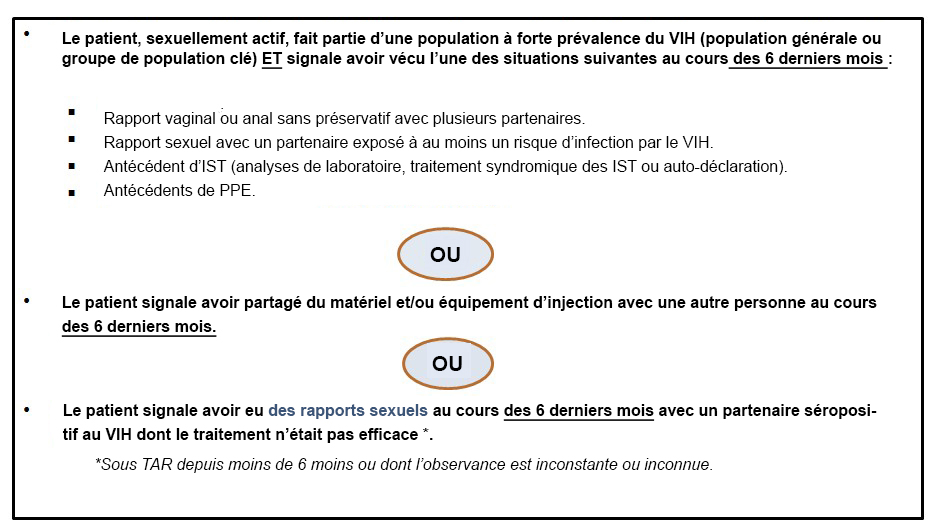 • Le patient, sexuellement actif, fait partie d’une population à forte prévalence du VIH (population générale ou
groupe de population clé) ET signale avoir vécu l’une des situations suivantes au cours des 6 derniers mois :
▪ Rapport vaginal ou anal sans préservatif avec plusieurs partenaires.
▪ Rapport sexuel avec un partenaire exposé à au moins un risque d’infection par le VIH.
▪ Antécédent d’IST (analyses de laboratoire, traitement syndromique des IST ou auto-déclaration).
▪ Antécédents de PPE.
OU
• Le patient signale avoir partagé du matériel et/ou équipement d’injection avec une autre personne au cours
des 6 derniers mois.
OU
• Le patient signale avoir eu des rapports sexuels au cours des 6 derniers mois avec un partenaire séroposi-
tif au VIH dont le traitement n’était pas efficace *.
*Sous TAR depuis moins de 6 moins ou dont l’observance est inconstante ou inconnue.